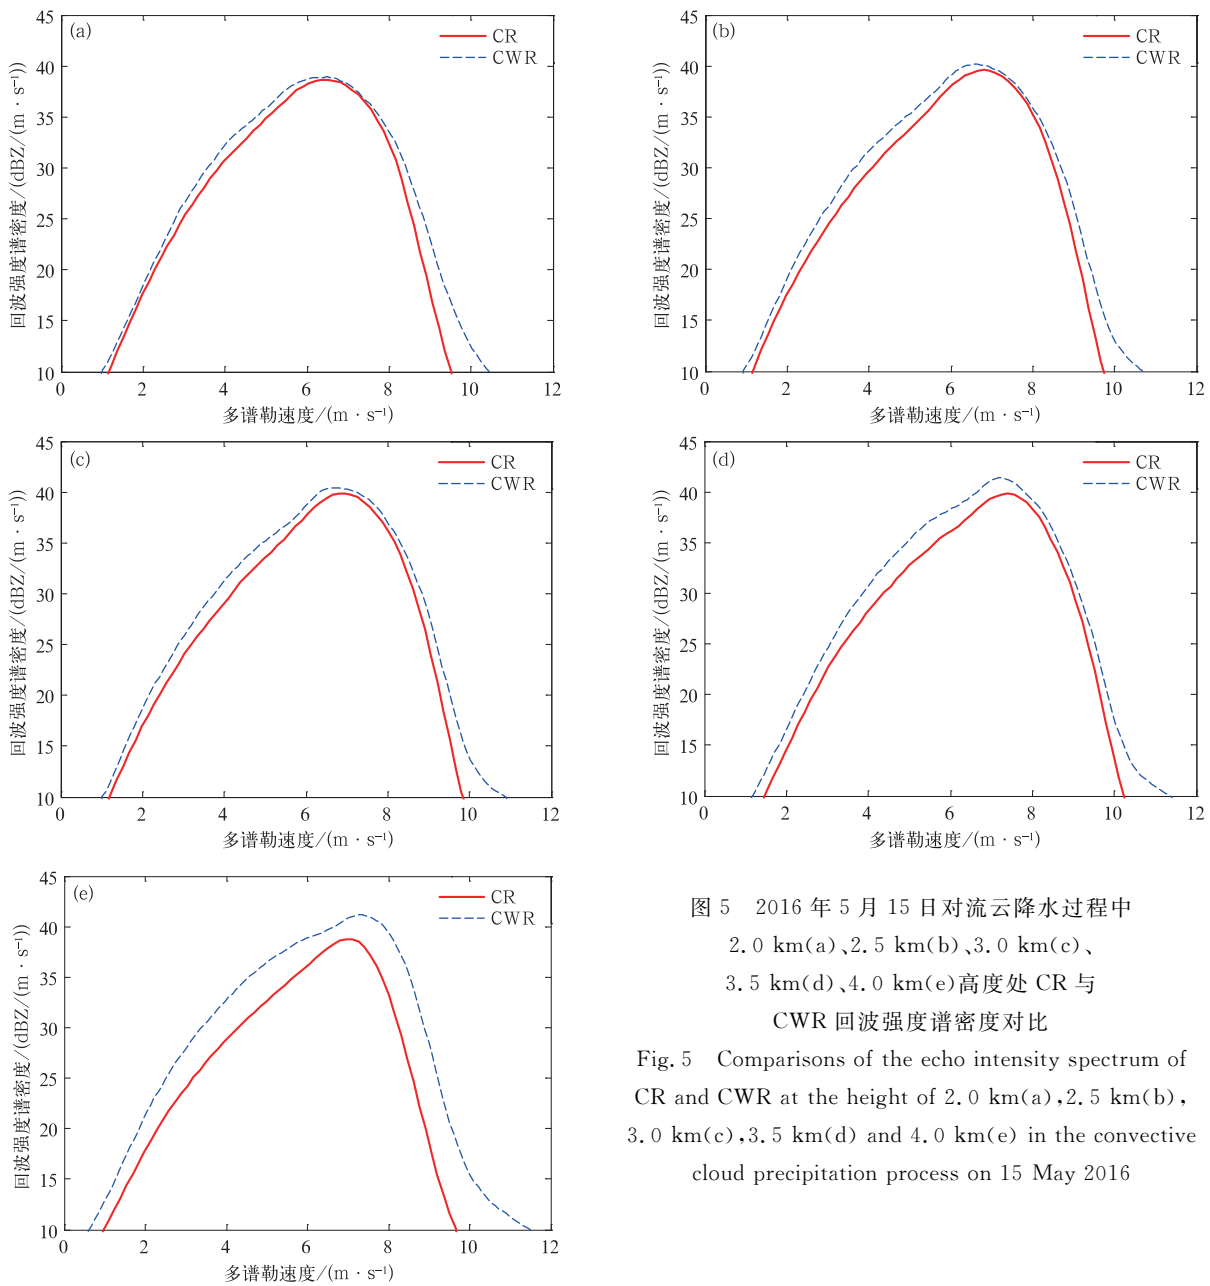 (a)
CR
CWR
45
40
35
30
25
20
15
10
0 2 4 6 8 10 12
回波强度谱密度/(dBZ/(m · s⁻¹))
多谱勒速度/(m · s⁻¹)
(b)
CR
CWR
45
40
35
30
25
20
15
10
0 2 4 6 8 10 12
回波强度谱密度/(dBZ/(m · s⁻¹))
多谱勒速度/(m · s⁻¹)
(c)
CR
CWR
45
40
35
30
25
20
15
10
0 2 4 6 8 10 12
回波强度谱密度/(dBZ/(m · s⁻¹))
多谱勒速度/(m · s⁻¹)
(d)
CR
CWR
45
40
35
30
25
20
15
10
0 2 4 6 8 10 12
回波强度谱密度/(dBZ/(m · s⁻¹))
多谱勒速度/(m · s⁻¹)
(e)
CR
CWR
45
40
35
30
25
20
15
10
0 2 4 6 8 10 12
回波强度谱密度/(dBZ/(m · s⁻¹))
多谱勒速度/(m · s⁻¹)
图 5 2016 年 5 月 15 日对流云降水过程中
2.0 km(a)、2.5 km(b)、3.0 km(c)、
3.5 km(d)、4.0 km(e)高度处 CR 与
CWR 回波强度谱密度对比
Fig. 5 Comparisons of the echo intensity spectrum of
CR and CWR at the height of 2.0 km(a),2.5 km(b),
3.0 km(c),3.5 km(d) and 4.0 km(e) in the convective
cloud precipitation process on 15 May 2016